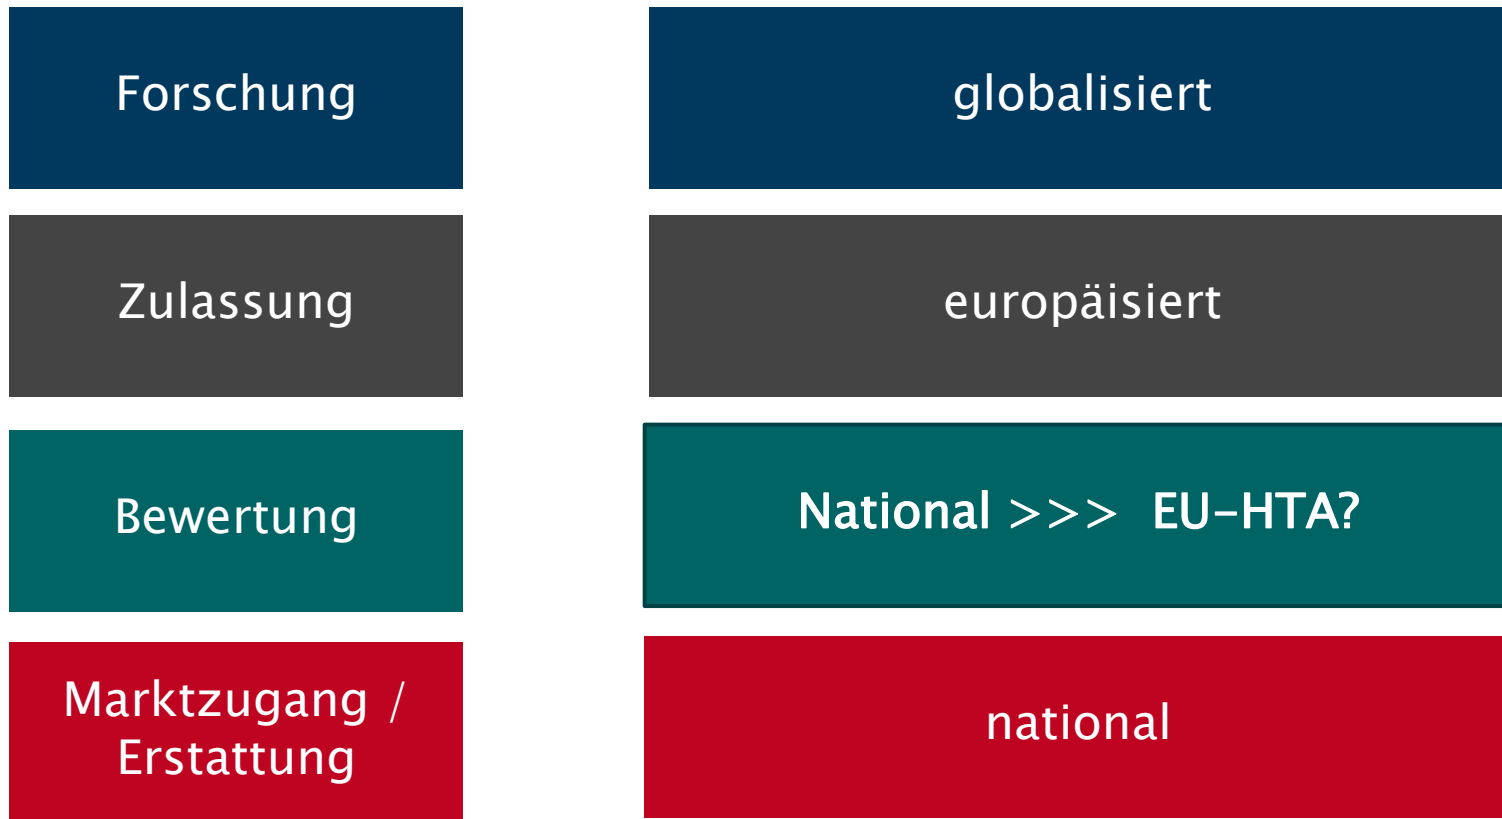 Forschung
globalisiert
Zulassung
europäisiert
Bewertung
National >>> EU-HTA?
Marktzugang /
Erstattung
national